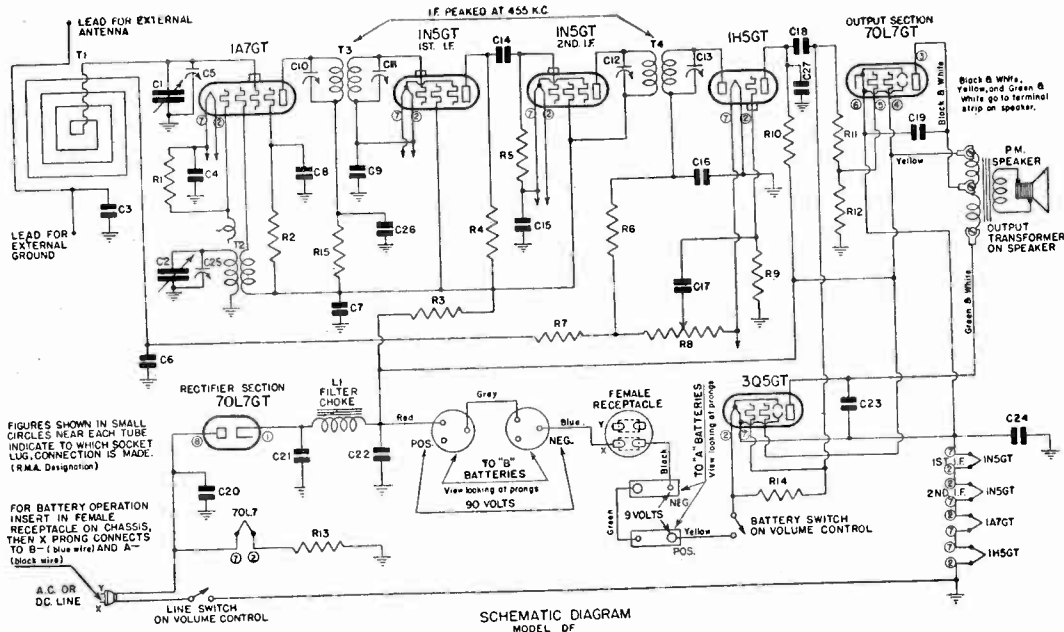 LEAD FOR EXTERNAL
ANTENNA
I.F. PEAKED AT 455 K.C.
OUTPUT SECTION
70L7GT
T1
1A7GT
T3
1N5GT
1ST. I.F.
C14
1N5GT
2ND. I.F.
T4
1H5GT
C18
C1
C5
C10
C11
C12
C13
C27
Black & White,
Yellow, and Green &
White go to terminal
strip on speaker.
Black & White
R1
C4
C8
C9
R5
C16
R10
R11
C19
Yellow
P.M.
SPEAKER
C3
LEAD FOR
EXTERNAL
GROUND
T2
R2
R15
C26
R4
C15
R6
R9
R12
OUTPUT
TRANSFORMER
ON SPEAKER
C2
C25
C7
R3
C17
R7
R8
Green & White
C6
RECTIFIER SECTION
70L7GT
L1
FILTER
CHOKE
Red
Grey
Blue
FEMALE
RECEPTACLE
3Q5GT
C23
C24
FIGURES SHOWN IN SMALL
CIRCLES NEAR EACH TUBE
INDICATE TO WHICH SOCKET
LUG, CONNECTION IS MADE.
(R.M.A. Designation)
C21
C22
POS.
NEG.
TO "B"
BATTERIES
View looking at prongs
90 VOLTS
Y
X
Black
TO "A" BATTERIES
View looking at prongs
NEG.
Green
9 VOLTS
Yellow
POS.
R14
BATTERY SWITCH
ON VOLUME CONTROL
1ST I.F.
1N5GT
2ND I.F.
1N5GT
1A7GT
1H5GT
C20
70L7
R13
FOR BATTERY OPERATION
INSERT IN FEMALE
RECEPTACLE ON CHASSIS,
THEN X PRONG CONNECTS
TO B- (blue wire) AND A-
(black wire)
A.C. OR
D.C. LINE
Y
X
LINE SWITCH
ON VOLUME CONTROL
SCHEMATIC DIAGRAM
MODEL DF